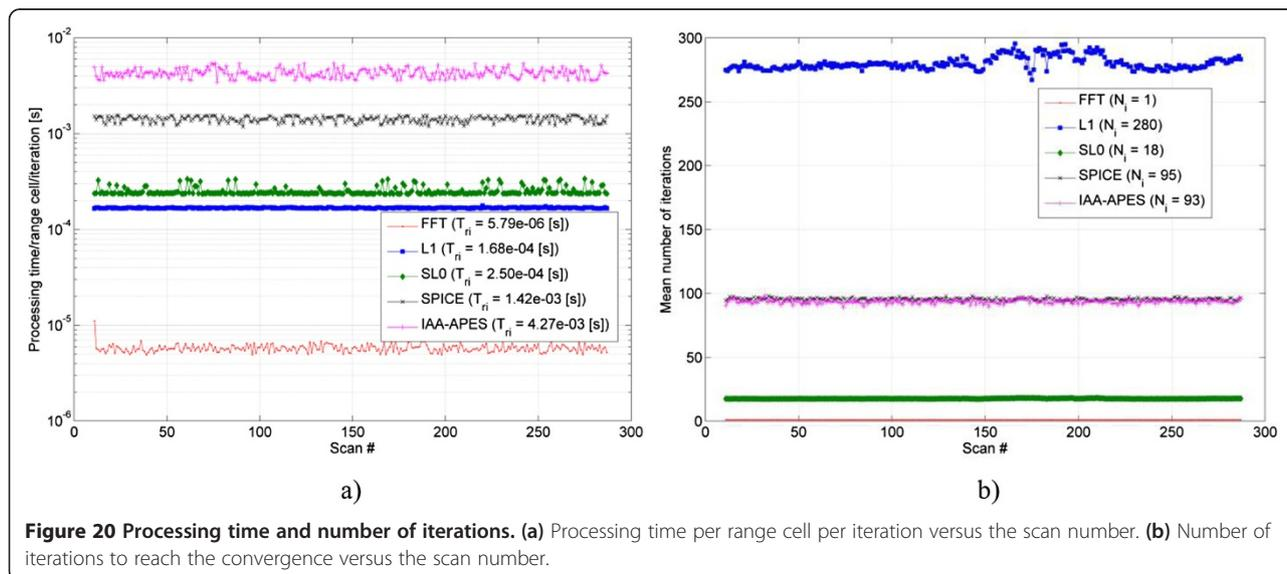 10^-2
10^-3
10^-4
10^-5
10^-6
Processing time/range cell/iteration [s]
FFT (T_ri = 5.79e-06 [s])
L1 (T_ri = 1.68e-04 [s])
SL0 (T_ri = 2.50e-04 [s])
SPICE (T_ri = 1.42e-03 [s])
IAA-APES (T_ri = 4.27e-03 [s])
0 50 100 150 200 250 300
Scan #
a)
300
250
200
150
100
50
0
Mean number of iterations
FFT (N_i = 1)
L1 (N_i = 280)
SL0 (N_i = 18)
SPICE (N_i = 95)
IAA-APES (N_i = 93)
0 50 100 150 200 250 300
Scan #
b)
Figure 20 Processing time and number of iterations. (a) Processing time per range cell per iteration versus the scan number. (b) Number of
iterations to reach the convergence versus the scan number.